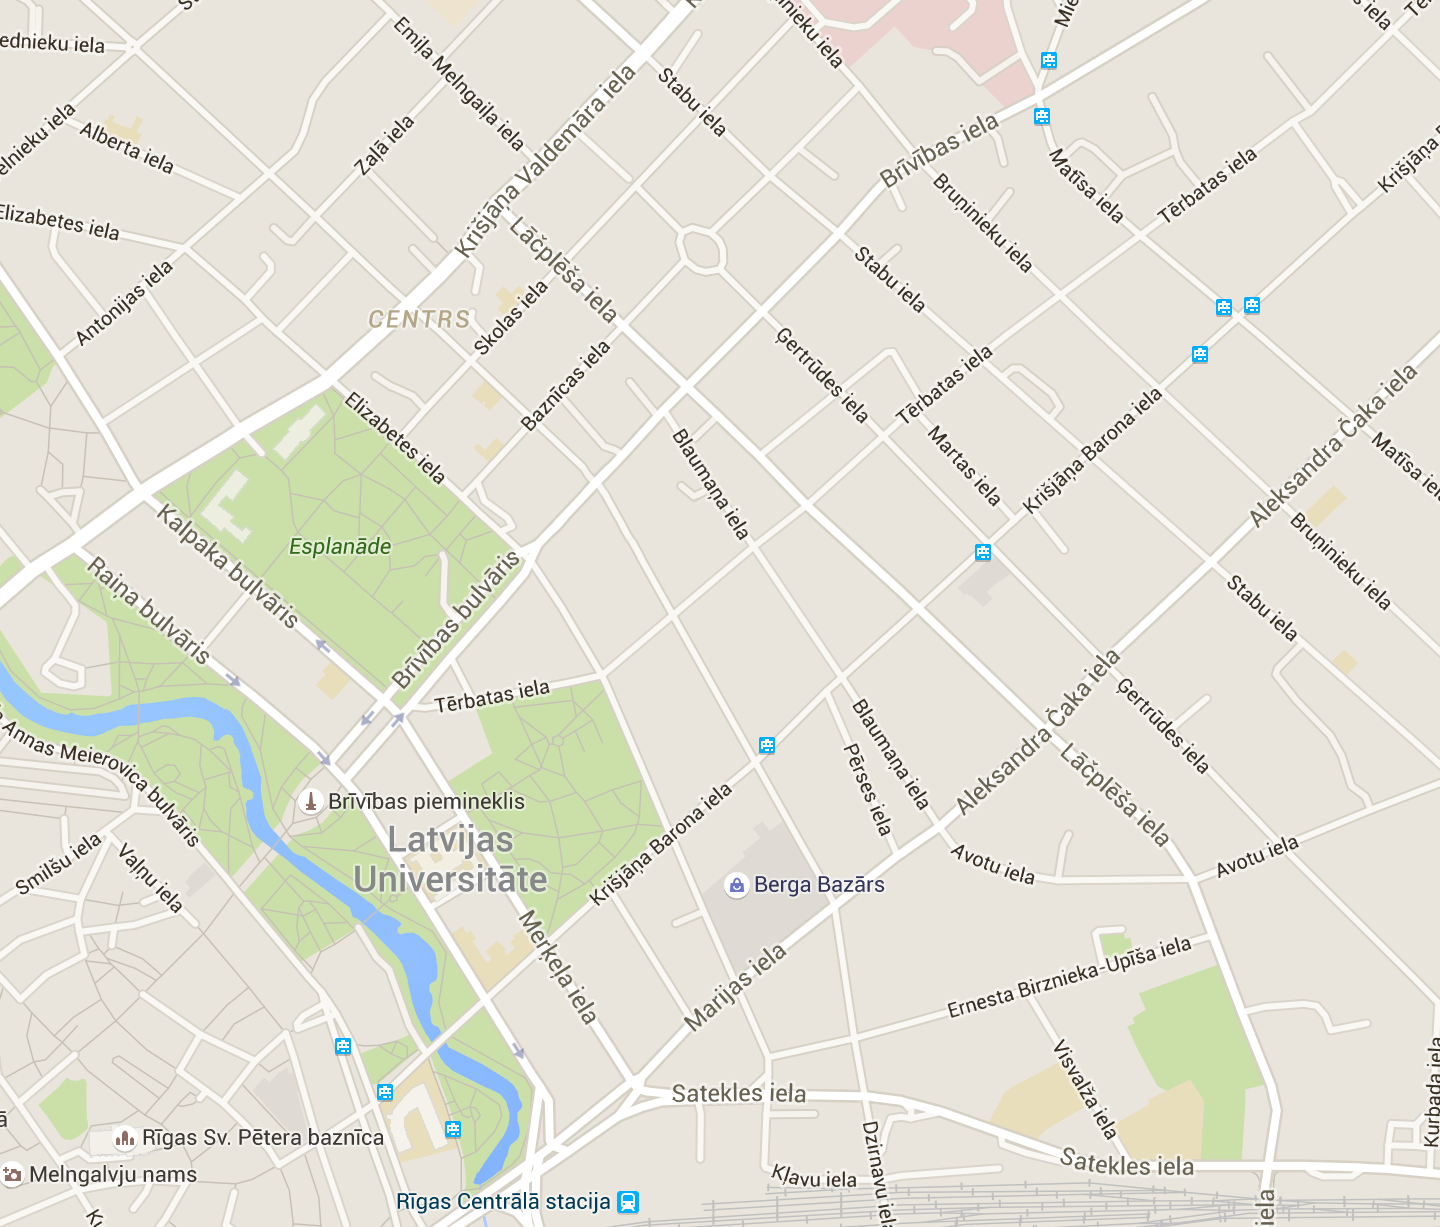 ednieku iela
Emila Melngaiļa iela
Krišjāņa Valdemāra iela
Stabu iela
Brīvības iela
Alberta iela
Zaļā iela
Elizabetes iela
Antonijas iela
Lāčplēša iela
Skolas iela
CENTRS
Baznīcas iela
Bruņinieku iela
Matīsa iela
Tērbatas iela
Stabu iela
Ģertrūdes iela
Tērbatas iela
Martas iela
Krišjāņa Barona iela
Aleksandra Čaka iela
Matīsa iela
Bruņinieku iela
Stabu iela
Elizabetes iela
Blaumaņa iela
Esplanāde
Kalpaka bulvāris
Raiņa bulvāris
Brīvības bulvāris
Tērbatas iela
Annas Meierovica bulvāris
Brīvības piemineklis
Latvijas
Universitāte
Smilšu iela
Vaļņu iela
Krišjāņa Barona iela
Blaumaņa iela
Pērses iela
Aleksandra Čaka iela
Ģertrūdes iela
Lāčplēša iela
Avotu iela
Avotu iela
Berga Bazārs
Merķeļa iela
Marijas iela
Ernesta Birznieka-Upīša iela
Visvalža iela
Satekles iela
Kurbada iela
Rīgas Sv. Pētera baznīca
Melngalvju nams
Dzirnavu iela
Satekles iela
Kļavu iela
Rīgas Centrālā stacija
iela